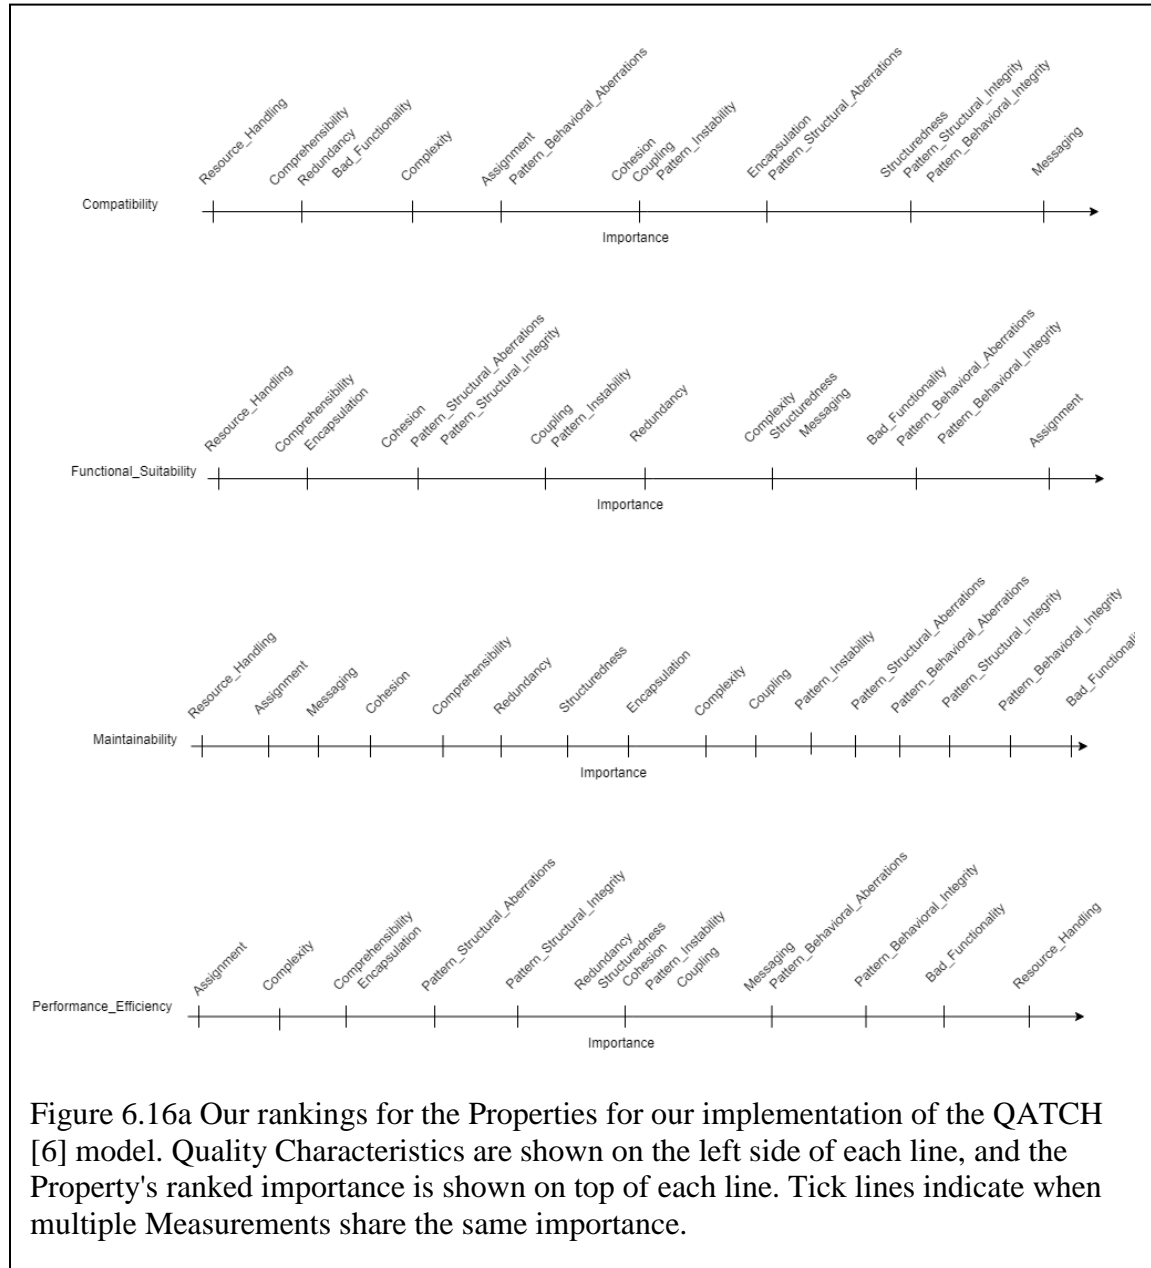 Resource_Handling
Comprehensibility
Redundancy
Bad_Functionality
Complexity
Assignment
Pattern_Behavioral_Aberrations
Cohesion
Coupling
Pattern_Instability
Encapsulation
Pattern_Structural_Aberrations
Structuredness
Pattern_Structural_Integrity
Pattern_Behavioral_Integrity
Messaging
Compatibility
Importance
Resource_Handling
Comprehensibility
Encapsulation
Cohesion
Pattern_Structural_Aberrations
Pattern_Structural_Integrity
Coupling
Pattern_Instability
Redundancy
Complexity
Structuredness
Messaging
Bad_Functionality
Pattern_Behavioral_Aberrations
Pattern_Behavioral_Integrity
Assignment
Functional_Suitability
Importance
Resource_Handling
Assignment
Messaging
Cohesion
Comprehensibility
Redundancy
Structuredness
Encapsulation
Complexity
Coupling
Pattern_Instability
Pattern_Structural_Aberrations
Pattern_Behavioral_Aberrations
Pattern_Structural_Integrity
Pattern_Behavioral_Integrity
Bad_Functionali
Maintainability
Importance
Assignment
Complexity
Comprehensibility
Encapsulation
Pattern_Structural_Aberrations
Pattern_Structural_Integrity
Redundancy
Structuredness
Cohesion
Pattern_Instability
Coupling
Messaging
Pattern_Behavioral_Aberrations
Pattern_Behavioral_Integrity
Bad_Functionality
Resource_Handling
Performance_Efficiency
Importance
Figure 6.16a Our rankings for the Properties for our implementation of the QATCH
[6] model. Quality Characteristics are shown on the left side of each line, and the
Property's ranked importance is shown on top of each line. Tick lines indicate when
multiple Measurements share the same importance.